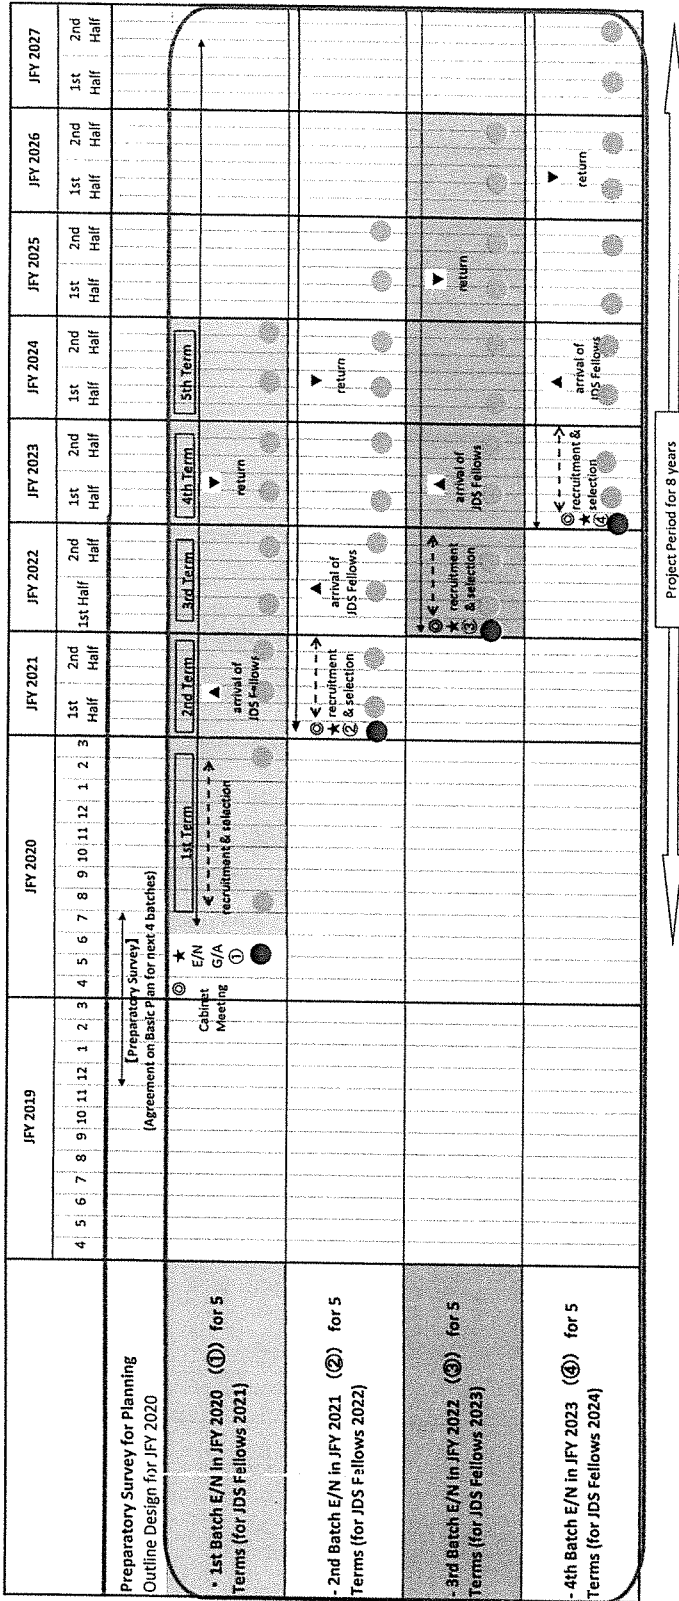 JFY 2019
JFY 2020
JFY 2021
JFY 2022
JFY 2023
JFY 2024
JFY 2025
JFY 2026
JFY 2027
4 5 6 7 8 9 10 11 12 1 2 3
4 5 6 7 8 9 10 11 12 1 2 3
1st Half 2nd Half
1st Half 2nd Half
1st Half 2nd Half
1st Half 2nd Half
1st Half 2nd Half
1st Half 2nd Half
1st Half 2nd Half
Preparatory Survey for Planning
Outline Design for JFY 2020
【Preparatory Survey】
(Agreement on Basic Plan for next 4 batches)
・1st Batch E/N in JFY 2020 (①) for 5
Terms (for JDS Fellows 2021)
◎ ★
Cabinet
Meeting
E/N
G/A
①
1st Term
2nd Term
3rd Term
4th Term
5th Term
recruitment & selection
▲
arrival of
JDS Fellows
▼
return
- 2nd Batch E/N in JFY 2021 (②) for 5
Terms (for JDS Fellows 2022)
◎
★ recruitment
② & selection
▲
arrival of
JDS Fellows
▼
return
- 3rd Batch E/N in JFY 2022 (③) for 5
Terms (for JDS Fellows 2023)
◎
★ recruitment
③ & selection
▲
arrival of
JDS Fellows
▼
return
- 4th Batch E/N in JFY 2023 (④) for 5
Terms (for JDS Fellows 2024)
◎
★ recruitment &
④ selection
▲
arrival of
JDS Fellows
▼
return
Project Period for 8 years